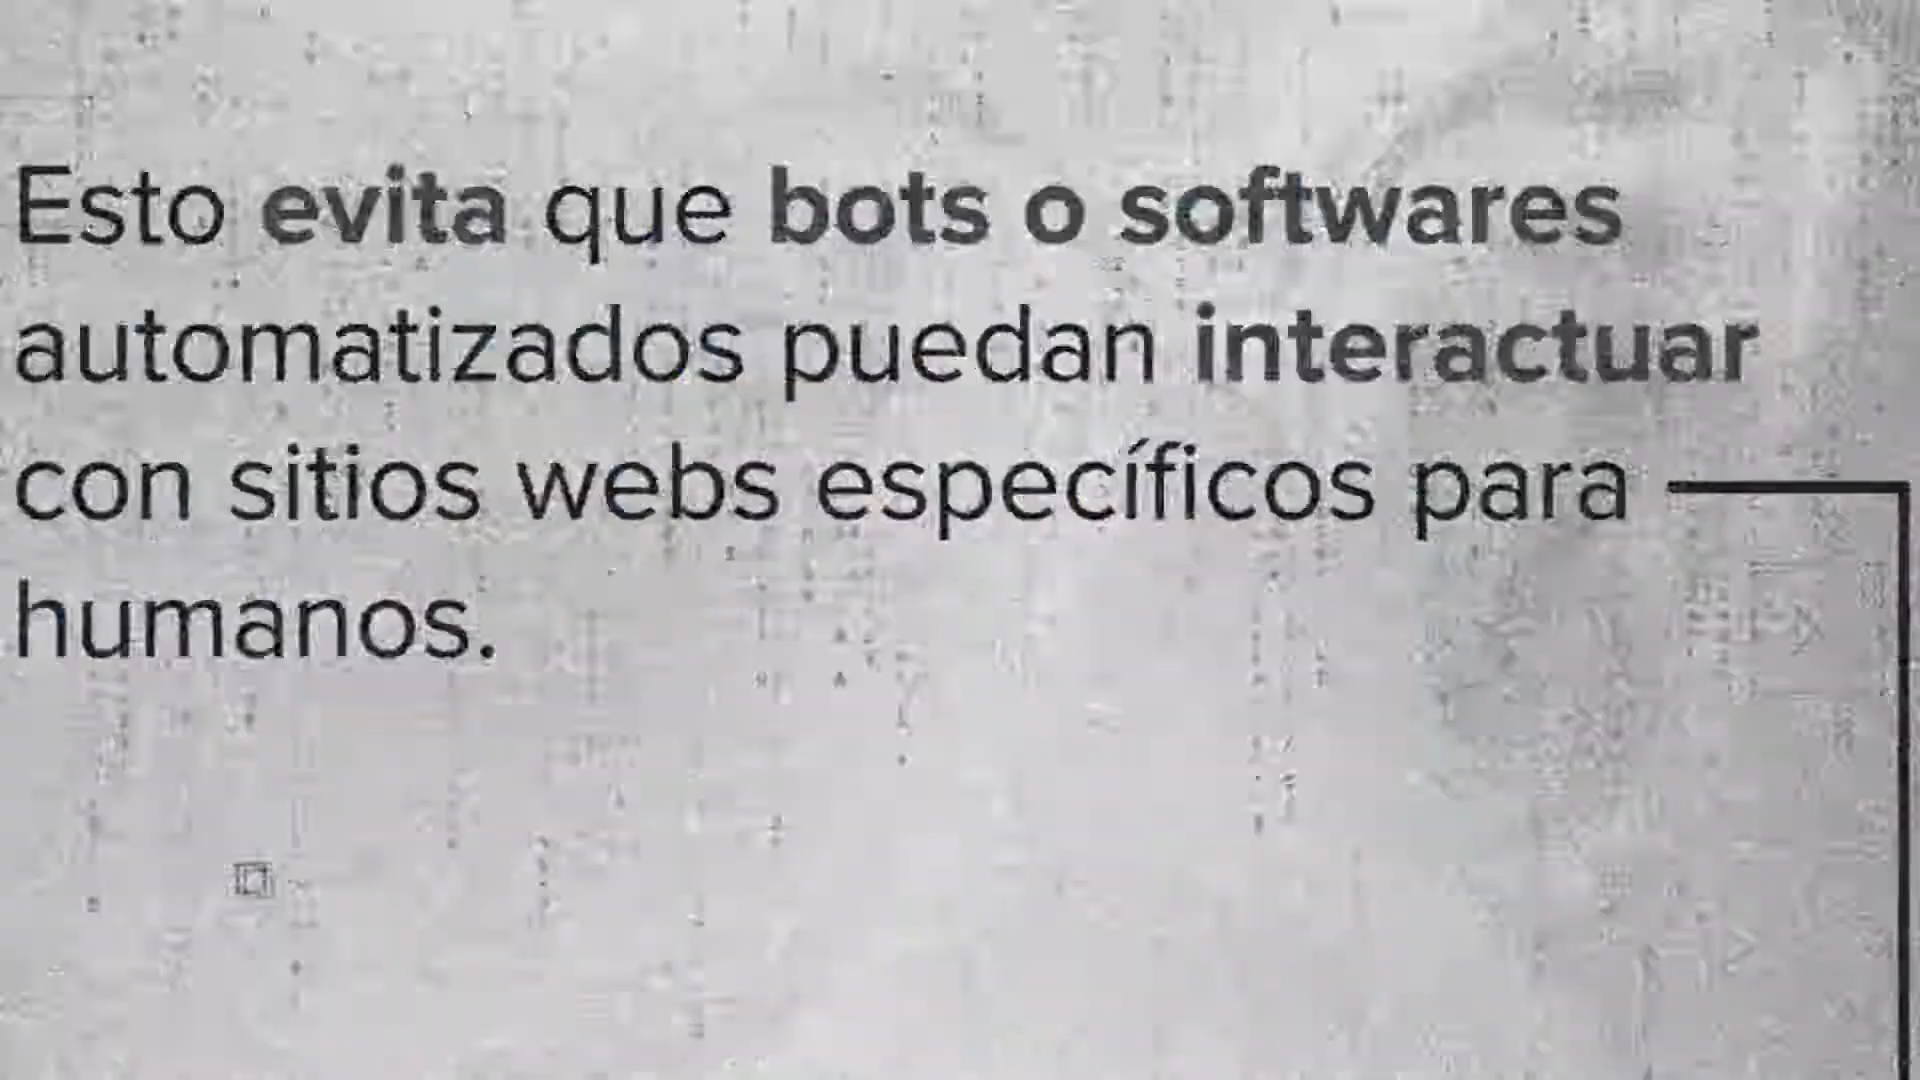 Esto evita que bots o softwares
automatizados puedan interactuar
con sitios webs específicos para
humanos.